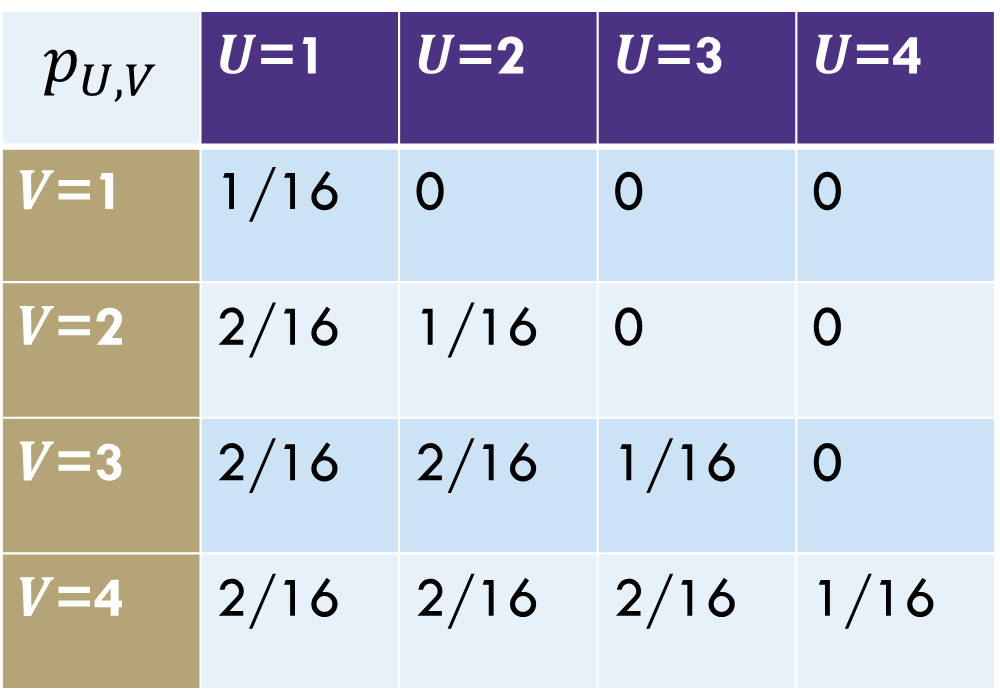 p_{U,V} U=1 U=2 U=3 U=4
V=1 1/16 0 0 0
V=2 2/16 1/16 0 0
V=3 2/16 2/16 1/16 0
V=4 2/16 2/16 2/16 1/16